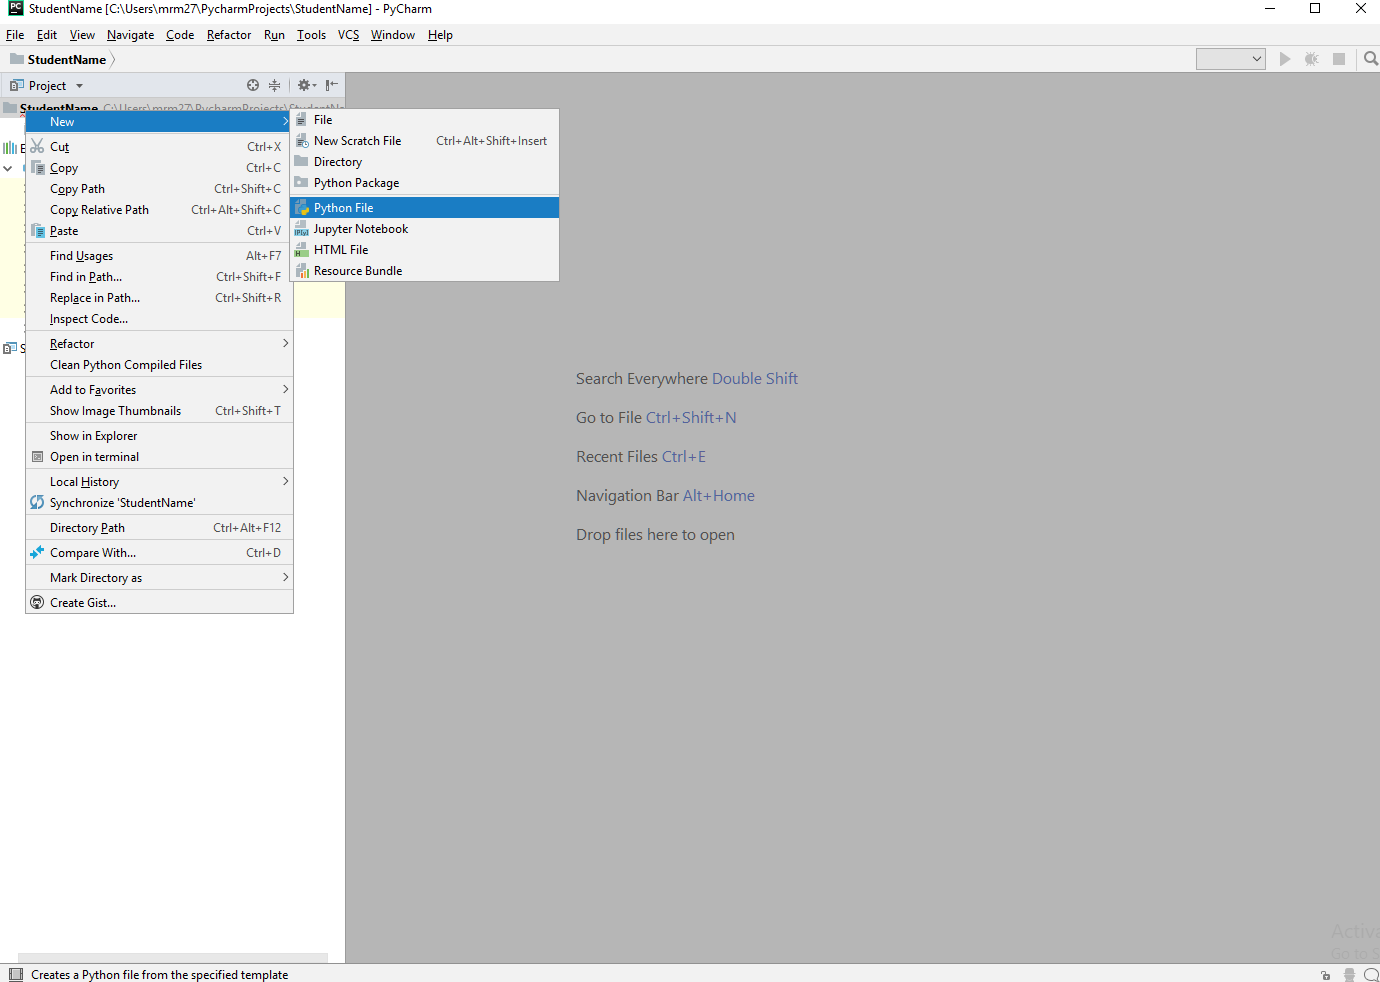 StudentName [C:\Users\mrm27\PycharmProjects\StudentName] - PyCharm
File Edit View Navigate Code Refactor Run Tools VCS Window Help
StudentName
Project
StudentName C:\Users\mrm27\PycharmProjects\StudentNa
New
Cut Ctrl+X
Copy Ctrl+C
Copy Path Ctrl+Shift+C
Copy Relative Path Ctrl+Alt+Shift+C
Paste Ctrl+V
Find Usages Alt+F7
Find in Path... Ctrl+Shift+F
Replace in Path... Ctrl+Shift+R
Inspect Code...
Refactor
Clean Python Compiled Files
Add to Favorites
Show Image Thumbnails Ctrl+Shift+T
Show in Explorer
Open in terminal
Local History
Synchronize 'StudentName'
Directory Path Ctrl+Alt+F12
Compare With... Ctrl+D
Mark Directory as
Create Gist...
File
New Scratch File Ctrl+Alt+Shift+Insert
Directory
Python Package
Python File
Jupyter Notebook
HTML File
Resource Bundle
Search Everywhere Double Shift
Go to File Ctrl+Shift+N
Recent Files Ctrl+E
Navigation Bar Alt+Home
Drop files here to open
Activa
Go to S
Creates a Python file from the specified template